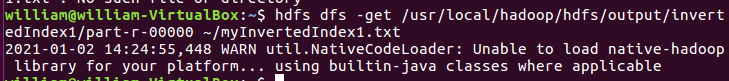 1.txt : No such file or directory
william@william-VirtualBox:~$ hdfs dfs -get /usr/local/hadoop/hdfs/output/invert
edIndex1/part-r-00000 ~/myInvertedIndex1.txt
2021-01-02 14:24:55,448 WARN util.NativeCodeLoader: Unable to load native-hadoop
 library for your platform... using builtin-java classes where applicable
william@william-VirtualBox:~$